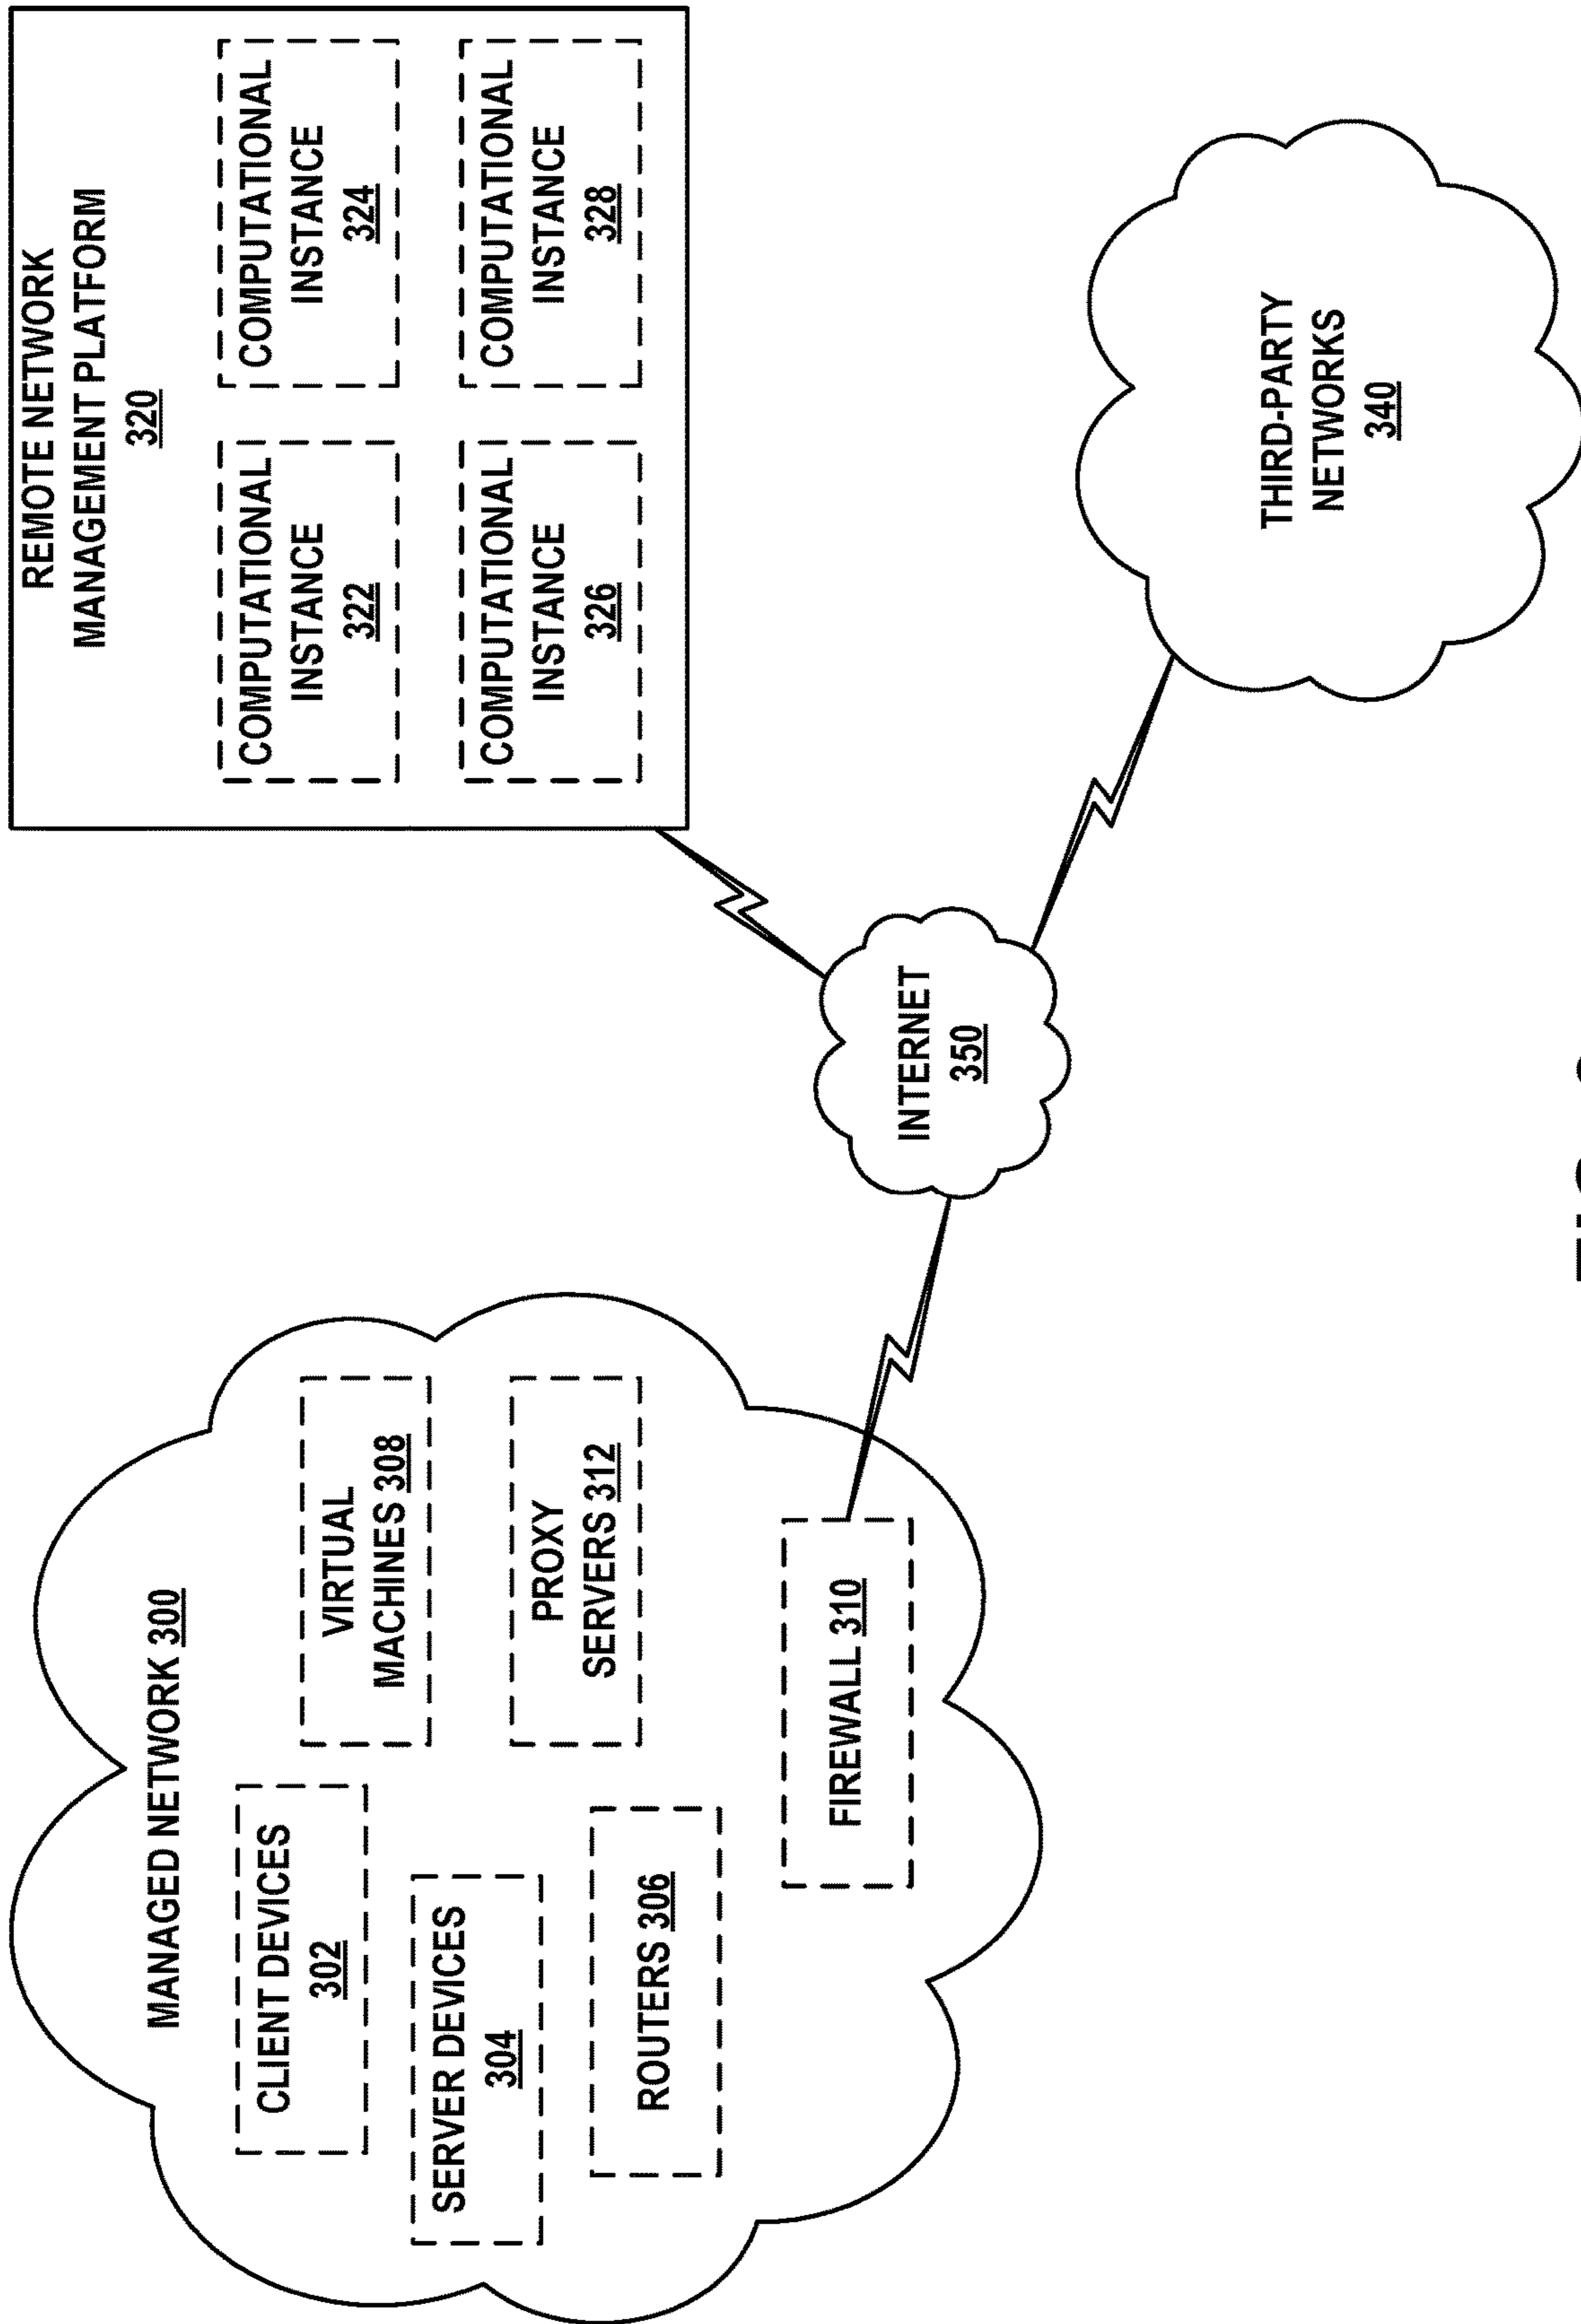 MANAGED NETWORK 300
CLIENT DEVICES
302
VIRTUAL
MACHINES 308
SERVER DEVICES
304
PROXY
SERVERS 312
ROUTERS 306
FIREWALL 310
INTERNET
350
REMOTE NETWORK
MANAGEMENT PLATFORM
320
COMPUTATIONAL
INSTANCE
322
COMPUTATIONAL
INSTANCE
324
COMPUTATIONAL
INSTANCE
326
COMPUTATIONAL
INSTANCE
328
THIRD-PARTY
NETWORKS
340